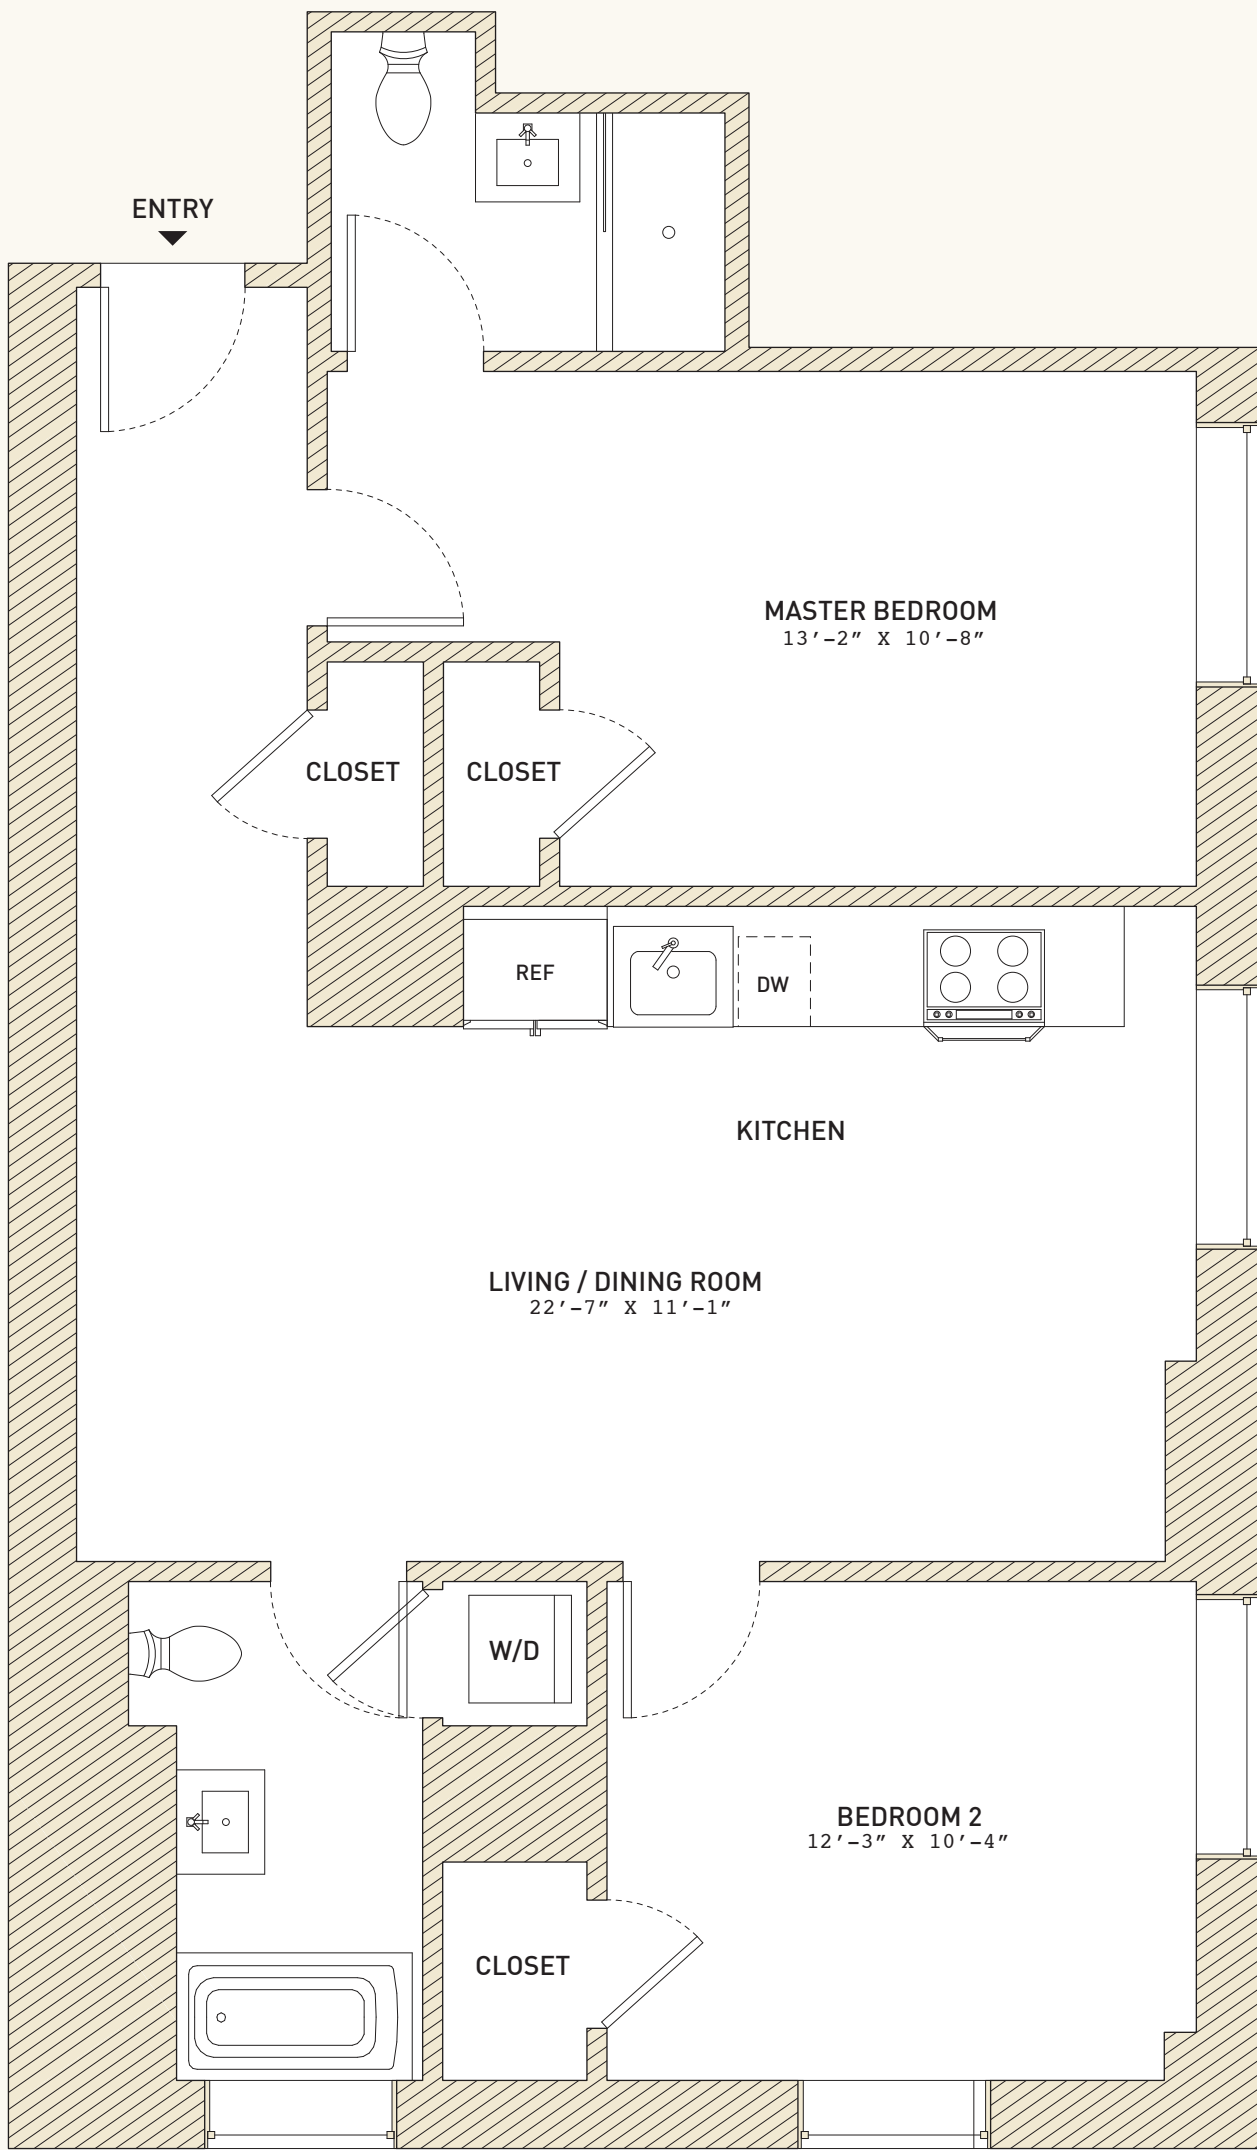 ENTRY
MASTER BEDROOM
13′-2″ X 10′-8″
CLOSET
CLOSET
REF
DW
KITCHEN
LIVING / DINING ROOM
22′-7″ X 11′-1″
W/D
BEDROOM 2
12′-3″ X 10′-4″
CLOSET